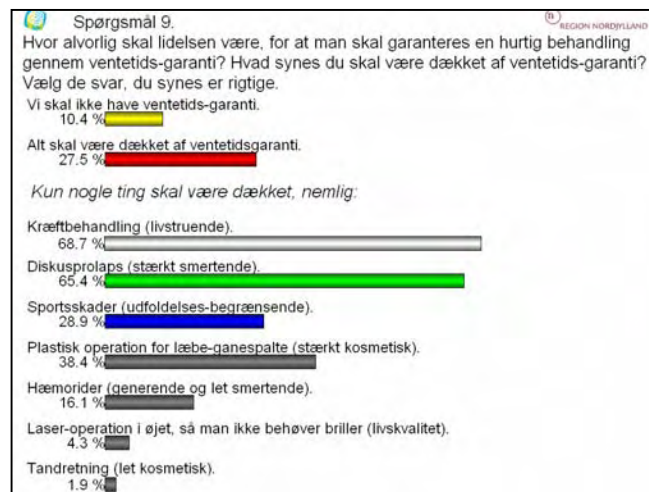 Spørgsmål 9.
REGION NORDJYLLAND
Hvor alvorlig skal lidelsen være, for at man skal garanteres en hurtig behandling
gennem ventetids-garanti? Hvad synes du skal være dækket af ventetids-garanti?
Vælg de svar, du synes er rigtige.
Vi skal ikke have ventetids-garanti.
10.4 %
Alt skal være dækket af ventetidsgaranti.
27.5 %
Kun nogle ting skal være dækket, nemlig:
Kræftbehandling (livstruende).
68.7 %
Diskusprolaps (stærkt smertende).
65.4 %
Sportsskader (udfoldelses-begrænsende).
28.9 %
Plastisk operation for læbe-ganespalte (stærkt kosmetisk).
38.4 %
Hæmorider (generende og let smertende).
16.1 %
Laser-operation i øjet, så man ikke behøver briller (livskvalitet).
4.3 %
Tandretning (let kosmetisk).
1.9 %